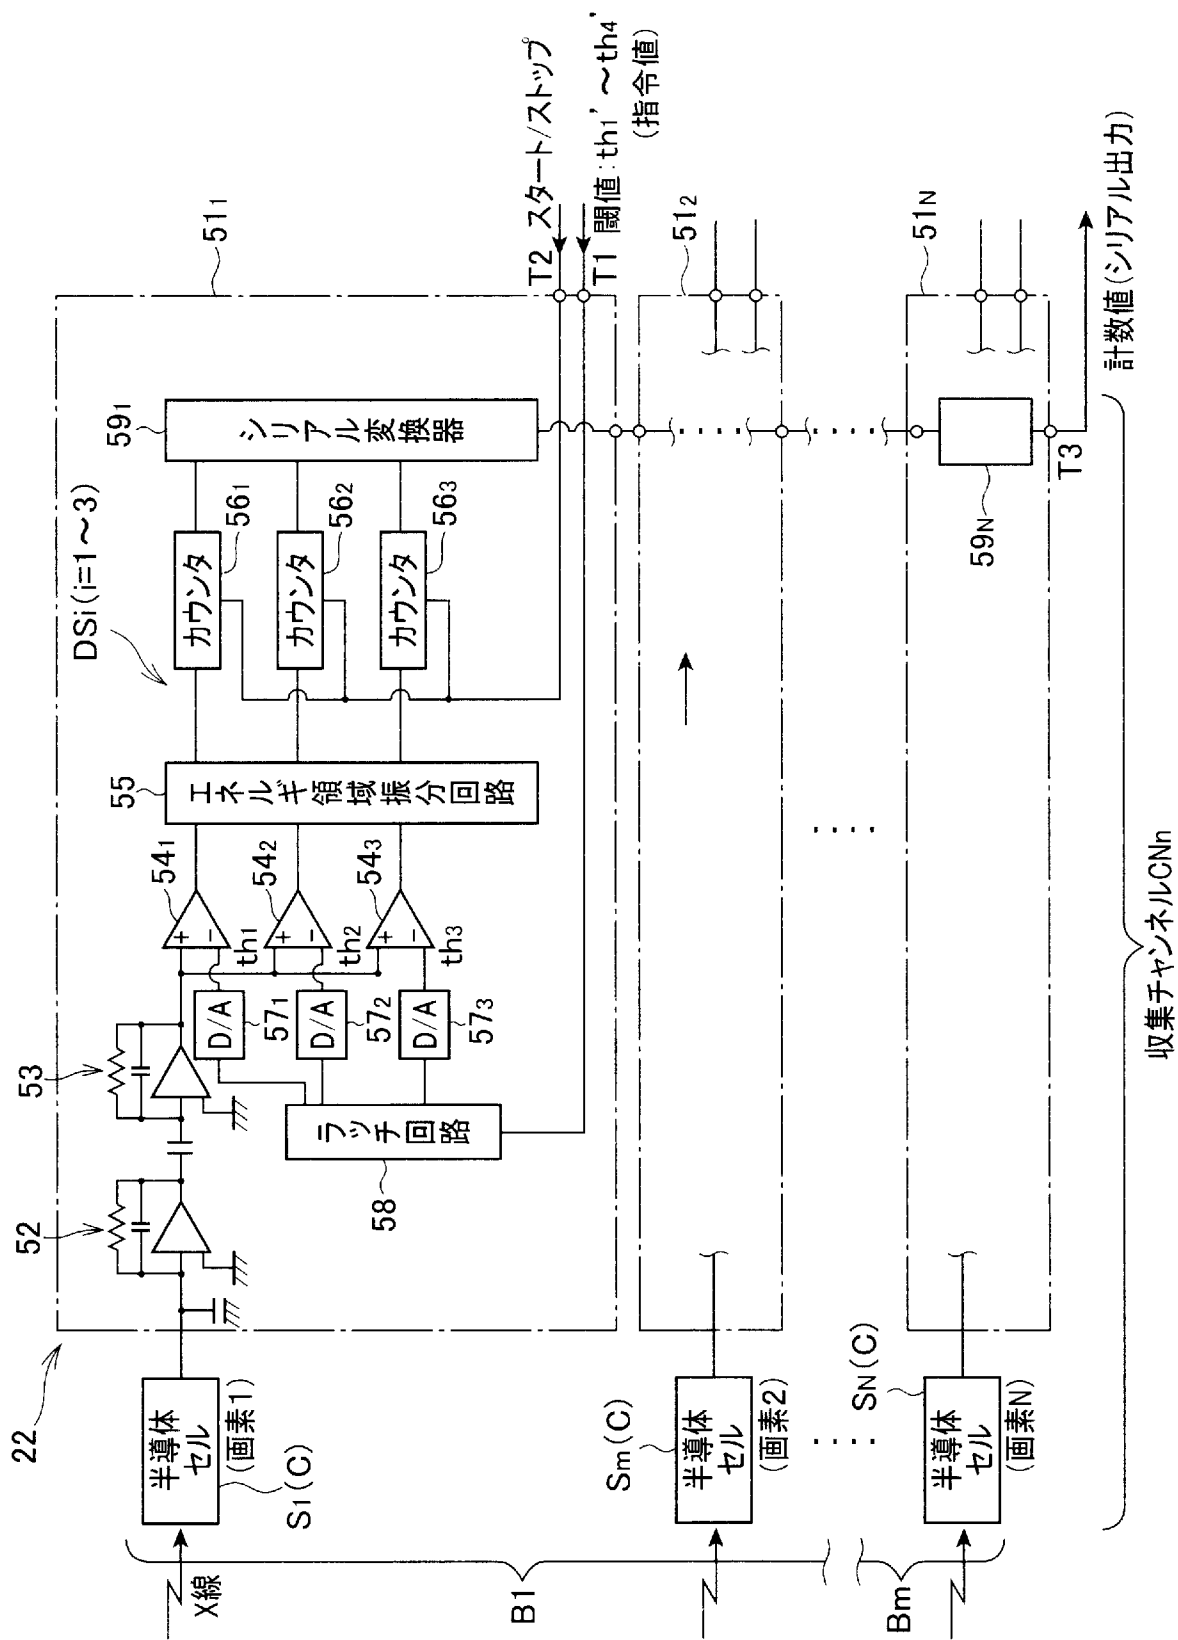 22
52
53
DSi(i=1～3)
51₁
54₁
54₂
54₃
55
エネルギ領域振分回路
カウンタ
56₁
カウンタ
56₂
カウンタ
56₃
59₁
シリアル変換器
th₁
th₂
th₃
D/A
57₁
D/A
57₂
D/A
57₃
ラッチ回路
58
T2
スタート/ストップ
T1
閾値:th₁'～th₄'
(指令値)
X線
半導体
セル
(画素1)
S₁(C)
B1
Sm(C)
半導体
セル
(画素2)
51₂
SN(C)
半導体
セル
(画素N)
Bm
51N
59N
T3
計数値(シリアル出力)
収集チャンネルCNn